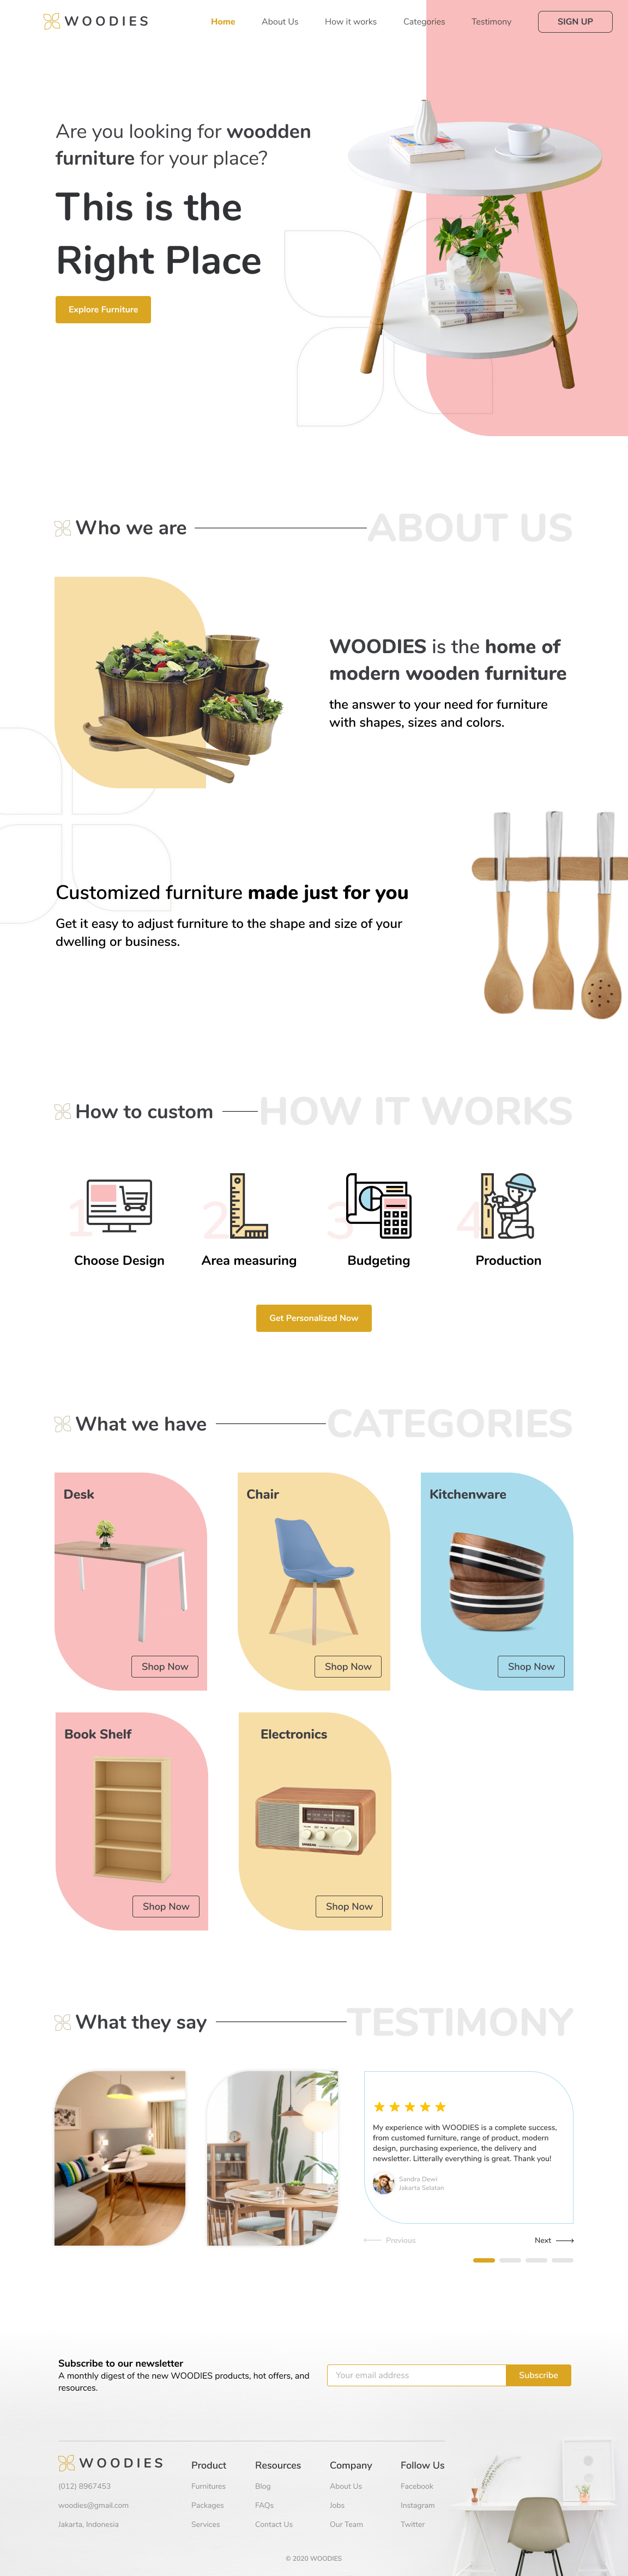 WOODIES
Home
About Us
How it works
Categories
Testimony
SIGN UP
Are you looking for woodden
furniture for your place?
This is the
Right Place
Explore Furniture
Who we are
ABOUT US
WOODIES is the home of
modern wooden furniture
the answer to your need for furniture
with shapes, sizes and colors.
Customized furniture made just for you
Get it easy to adjust furniture to the shape and size of your
dwelling or business.
How to custom
HOW IT WORKS
1
2
3
4
Choose Design
Area measuring
Budgeting
Production
Get Personalized Now
What we have
CATEGORIES
Desk
Chair
Kitchenware
Shop Now
Shop Now
Shop Now
Book Shelf
Electronics
Shop Now
Shop Now
What they say
TESTIMONY
My experience with WOODIES is a complete success,
from customed furniture, range of product, modern
design, purchasing experience, the delivery and
newsletter. Litterally everything is great. Thank you!
Sandra Dewi
Jakarta Selatan
Previous
Next
Subscribe to our newsletter
A monthly digest of the new WOODIES products, hot offers, and
resources.
Your email address
Subscribe
WOODIES
(012) 8967453
woodies@gmail.com
Jakarta, Indonesia
Product
Furnitures
Packages
Services
Resources
Blog
FAQs
Contact Us
Company
About Us
Jobs
Our Team
Follow Us
Facebook
Instagram
Twitter
© 2020 WOODIES